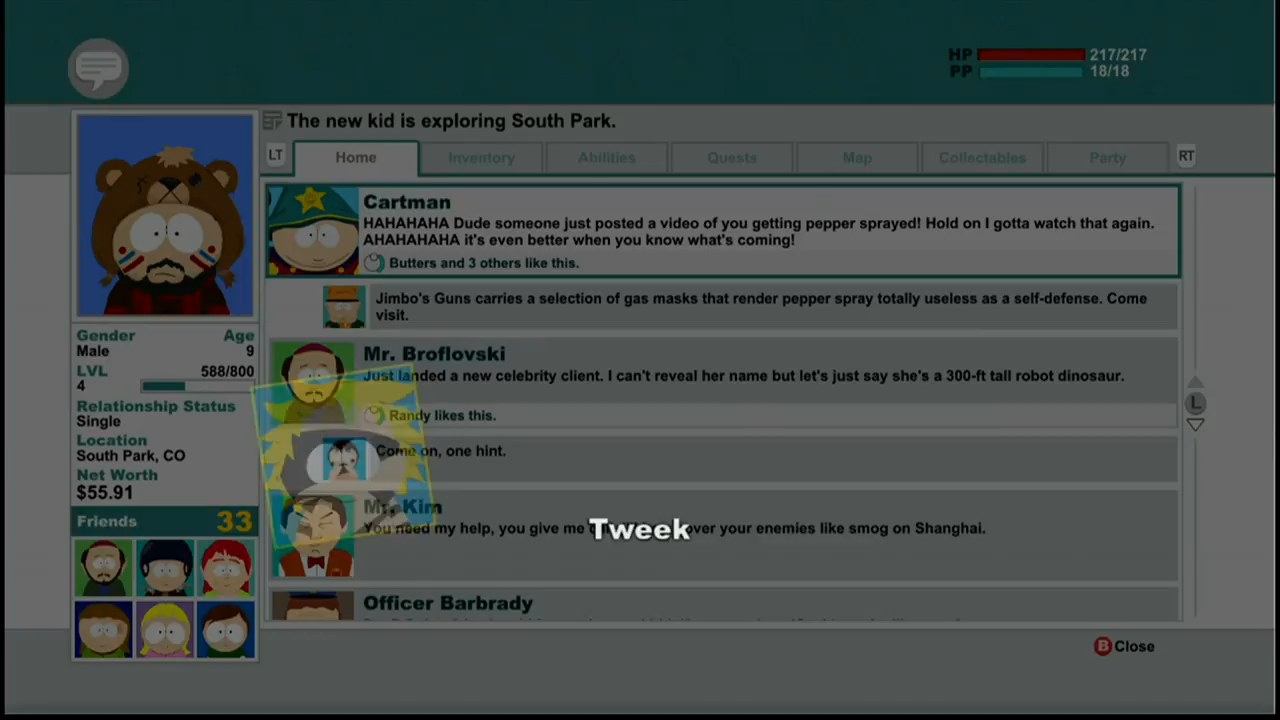 HP 217/217
PP 18/18
The new kid is exploring South Park.
LT Home Inventory Abilities Quests Map Collectables Party RT
Cartman
HAHAHAHA Dude someone just posted a video of you getting pepper sprayed! Hold on I gotta watch that again.
AHAHAHAHA it's even better when you know what's coming!
Butters and 3 others like this.
Jimbo's Guns carries a selection of gas masks that render pepper spray totally useless as a self-defense. Come
visit.
Gender Age
Male 9
LVL 588/800
4
Relationship Status
Single
Location
South Park, CO
Net Worth
$55.91
Friends 33
Mr. Broflovski
Just landed a new celebrity client. I can't reveal her name but let's just say she's a 300-ft tall robot dinosaur.
Randy likes this.
Come on, one hint.
Mr. Kim
You need my help, you give me over your enemies like smog on Shanghai.
Tweek
Officer Barbrady
L
B Close